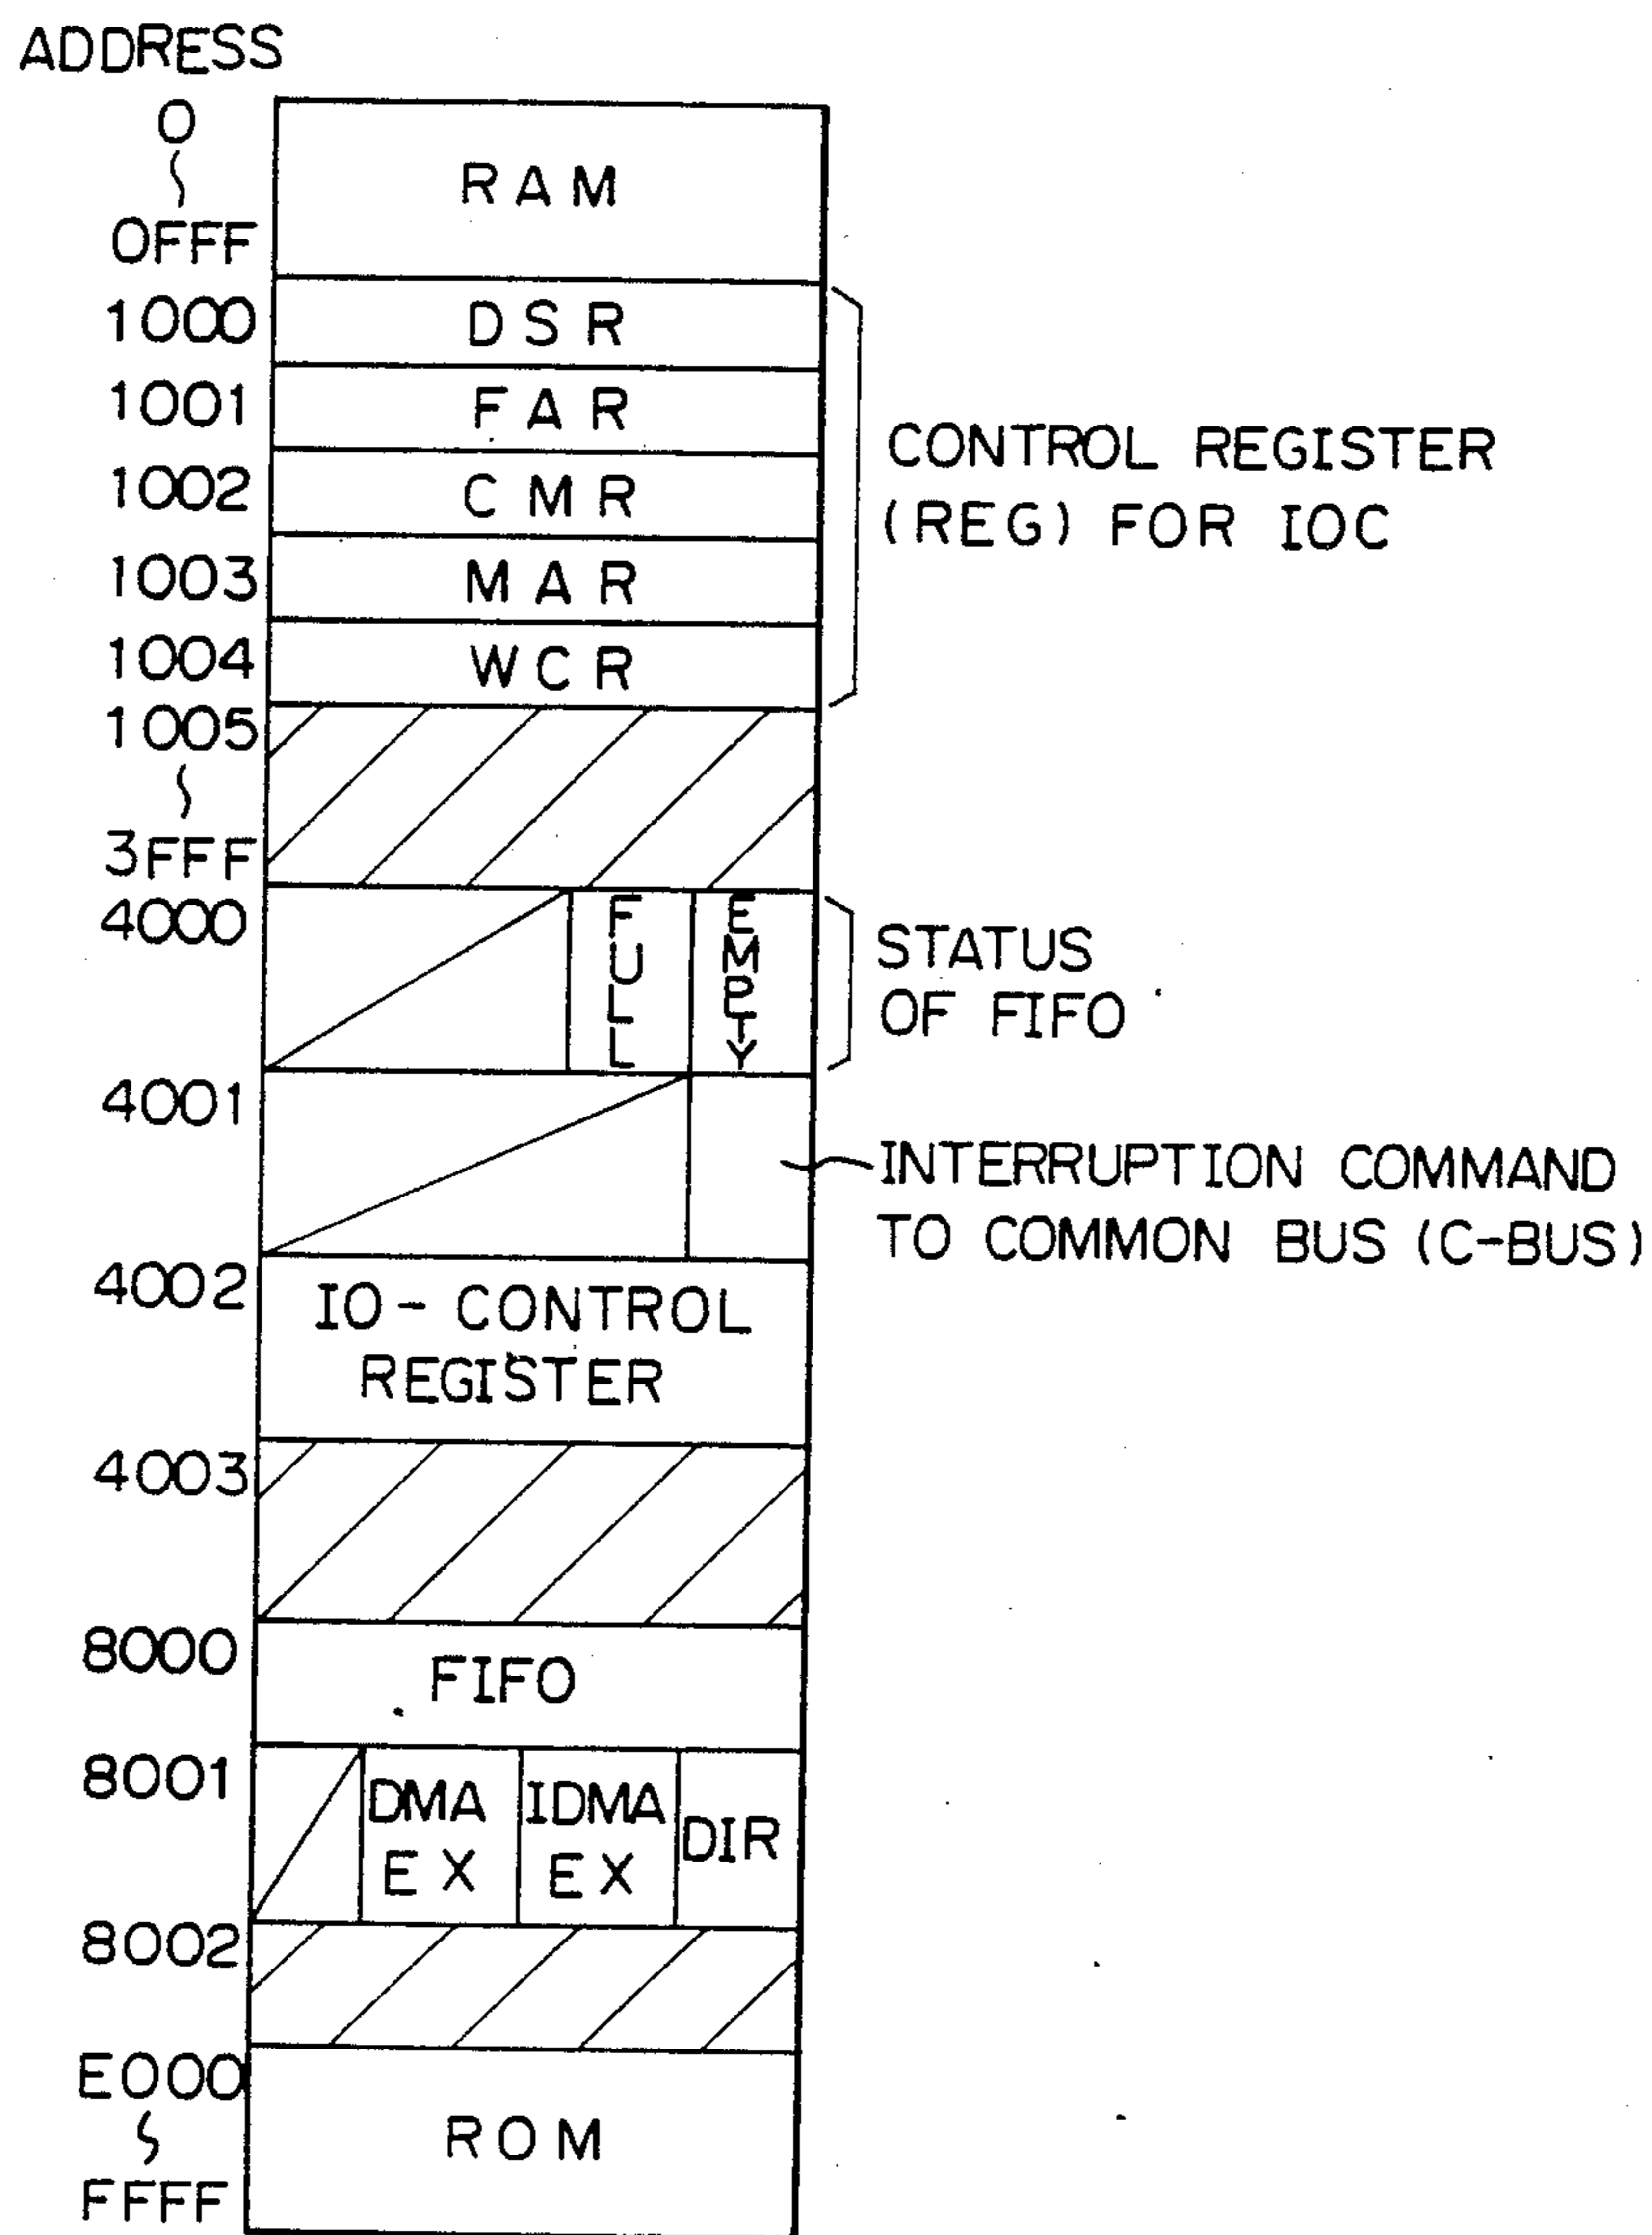 ADDRESS
0
~
0FFF
RAM
1000
DSR
1001
FAR
1002
CMR
1003
MAR
1004
WCR
CONTROL REGISTER
(REG) FOR IOC
1005
~
3FFF
4000
FULL
EMPTY
STATUS
OF FIFO
4001
INTERRUPTION COMMAND
TO COMMON BUS (C-BUS)
4002
IO-CONTROL
REGISTER
4003
8000
FIFO
8001
DMA
EX
IDMA
EX
DIR
8002
E000
~
FFFF
ROM